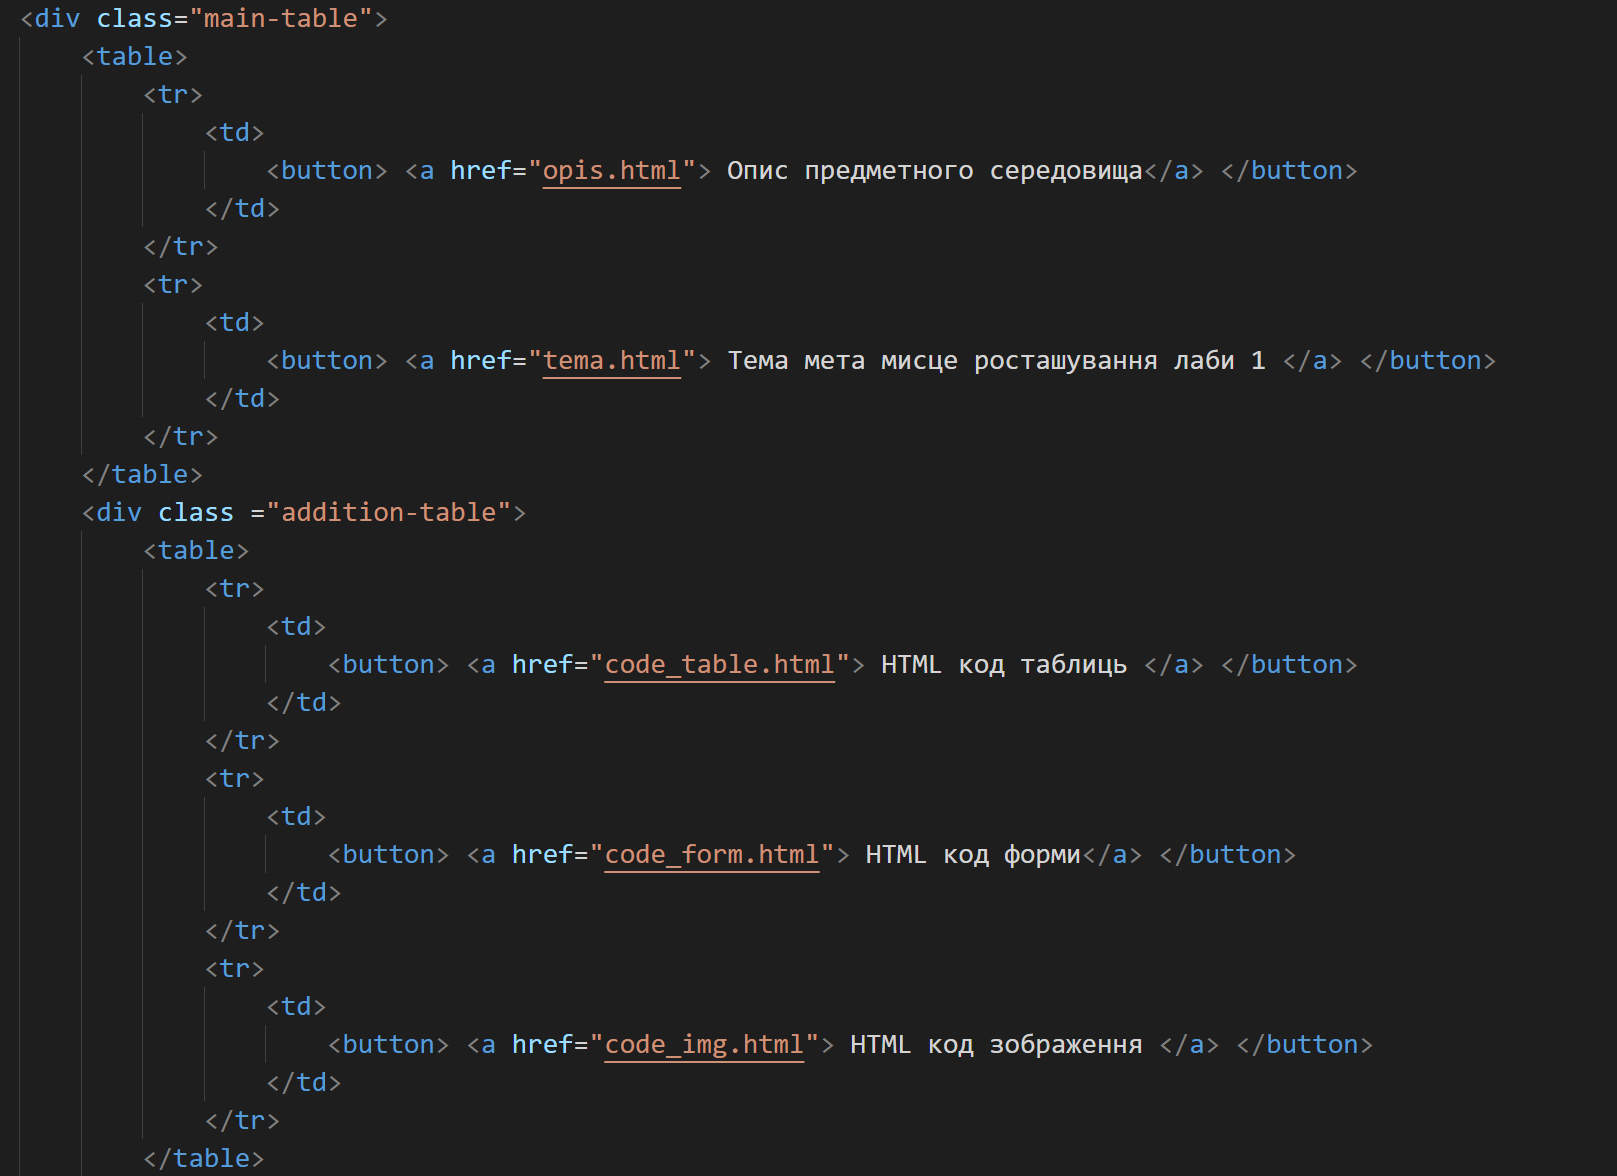 <div class="main-table">
<table>
<tr>
<td>
<button> <a href="opis.html"> Опис предметного середовища</a> </button>
</td>
</tr>
<tr>
<td>
<button> <a href="tema.html"> Тема мета мисце росташування лаби 1 </a> </button>
</td>
</tr>
</table>
<div class ="addition-table">
<table>
<tr>
<td>
<button> <a href="code_table.html"> HTML код таблиць </a> </button>
</td>
</tr>
<tr>
<td>
<button> <a href="code_form.html"> HTML код форми</a> </button>
</td>
</tr>
<tr>
<td>
<button> <a href="code_img.html"> HTML код зображення </a> </button>
</td>
</tr>
</table>